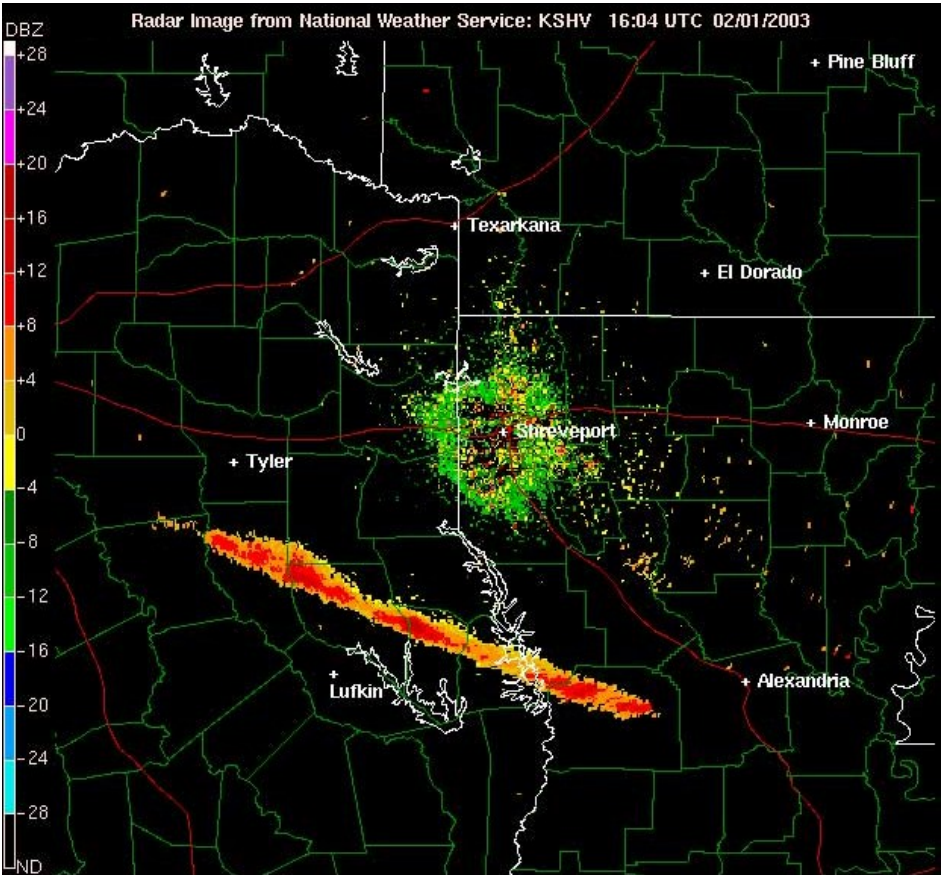 Radar Image from National Weather Service: KSHV 16:04 UTC 02/01/2003
DBZ
+28
+24
+20
+16
+12
+8
+4
0
-4
-8
-12
-16
-20
-24
-28
ND
Pine Bluff
Texarkana
El Dorado
Shreveport
Monroe
Tyler
Lufkin
Alexandria